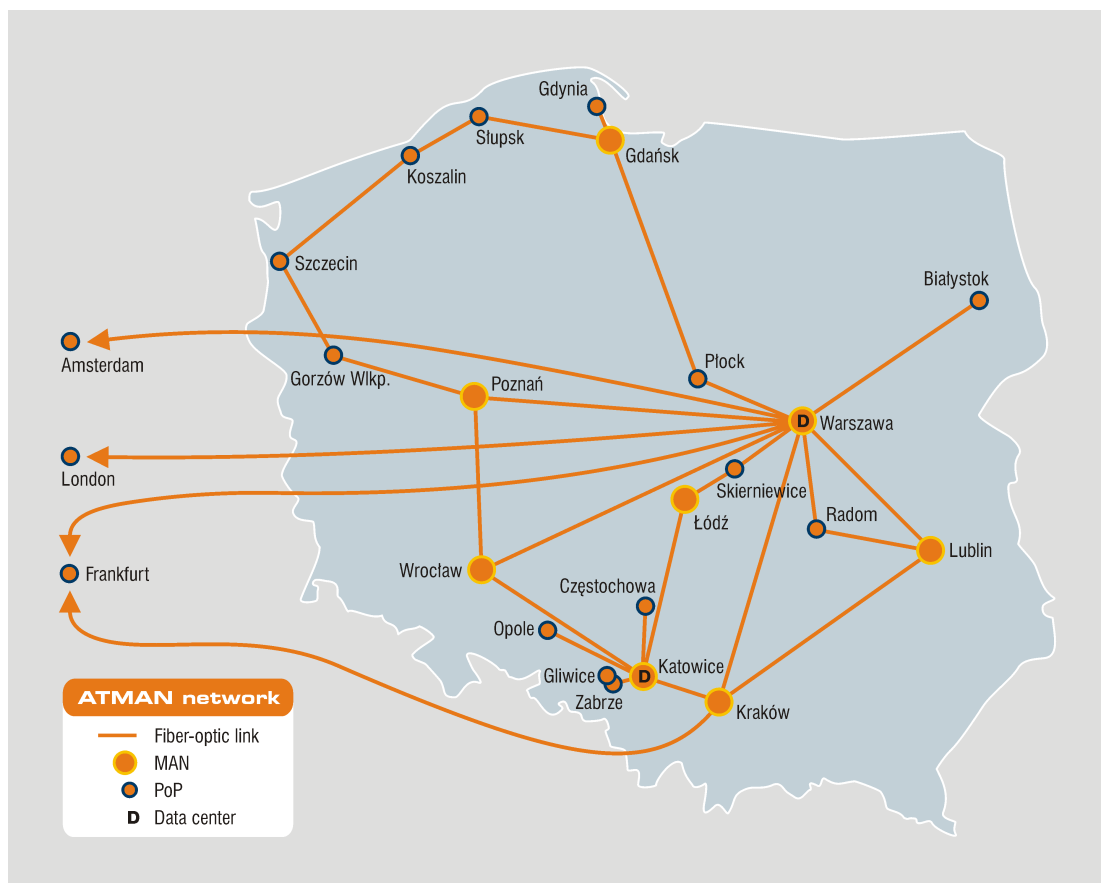 Gdynia
Słupsk
Gdańsk
Koszalin
Szczecin
Białystok
Amsterdam
Gorzów Wlkp.
Poznań
Płock
D
Warszawa
London
Skierniewice
Łódź
Radom
Lublin
Frankfurt
Wrocław
Częstochowa
Opole
Gliwice
Zabrze
D
Katowice
Kraków
ATMAN network
Fiber-optic link
MAN
PoP
D Data center